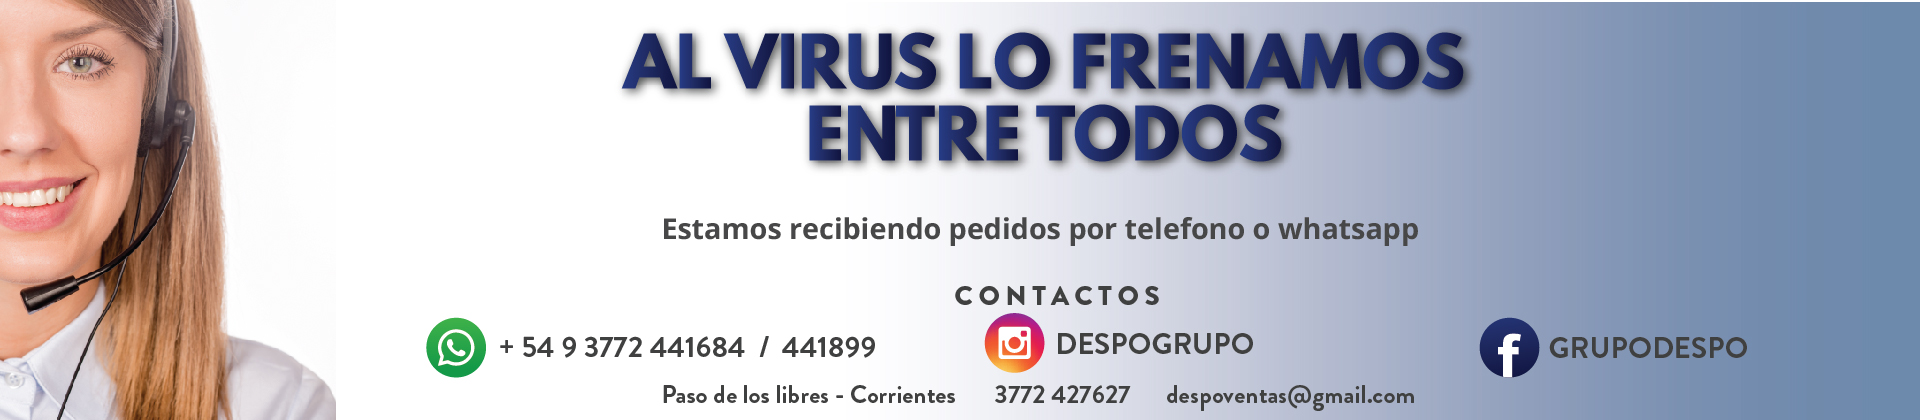 AL VIRUS LO FRENAMOS
ENTRE TODOS
Estamos recibiendo pedidos por telefono o whatsapp
CONTACTOS
+ 54 9 3772 441684 / 441899
DESPOGRUPO
GRUPODESPO
Paso de los libres - Corrientes 3772 427627 despoventas@gmail.com